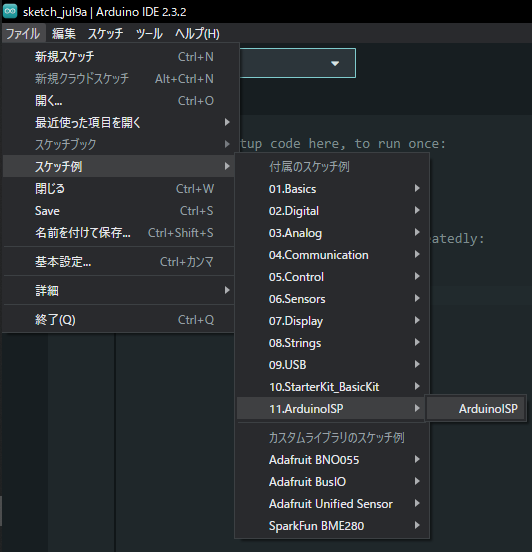 sketch_jul9a | Arduino IDE 2.3.2
ファイル 編集 スケッチ ツール ヘルプ(H)
新規スケッチ Ctrl+N
新規クラウドスケッチ Alt+Ctrl+N
開く... Ctrl+O
最近使った項目を開く
スケッチブック
スケッチ例
閉じる Ctrl+W
Save Ctrl+S
名前を付けて保存... Ctrl+Shift+S
基本設定... Ctrl+カンマ
詳細
終了(Q) Ctrl+Q
tup code here, to run once:
eatedly:
付属のスケッチ例
01.Basics
02.Digital
03.Analog
04.Communication
05.Control
06.Sensors
07.Display
08.Strings
09.USB
10.StarterKit_BasicKit
11.ArduinoISP
ArduinoISP
カスタムライブラリのスケッチ例
Adafruit BNO055
Adafruit BusIO
Adafruit Unified Sensor
SparkFun BME280